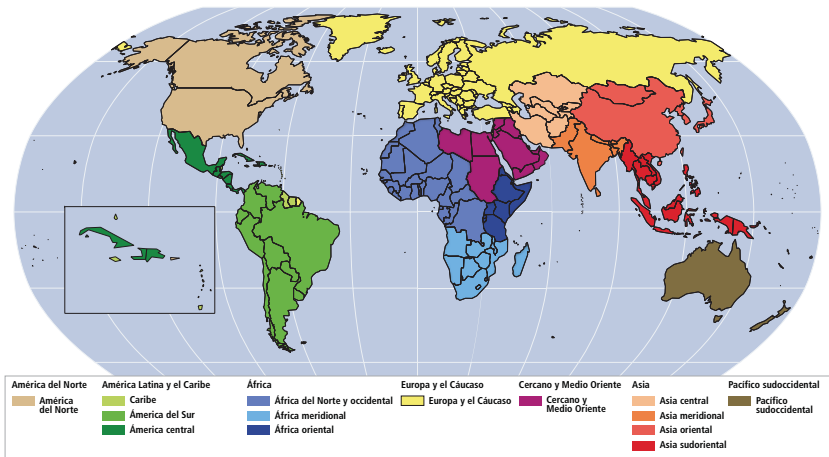 América del Norte
América
del Norte
América Latina y el Caribe
Caribe
Ámerica del Sur
Ámerica central
África
África del Norte y occidental
África meridional
África oriental
Europa y el Cáucaso
Europa y el Cáucaso
Cercano y Medio Oriente
Cercano y
Medio Oriente
Asia
Asia central
Asia meridional
Asia oriental
Asia sudoriental
Pacífico sudoccidental
Pacífico
sudoccidental